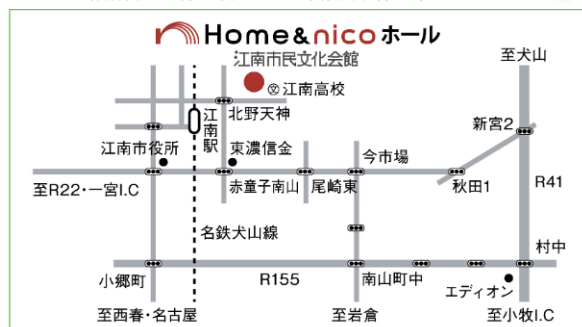 Home&nicoホール
江南市民文化会館
至犬山
㊫江南高校
北野天神
新宮2
江南駅
江南市役所
東濃信金
今市場
至R22・一宮I.C
赤童子南山
尾崎東
秋田1
R41
名鉄犬山線
村中
小郷町
R155
南山町中
エディオン
至西春・名古屋
至岩倉
至小牧I.C